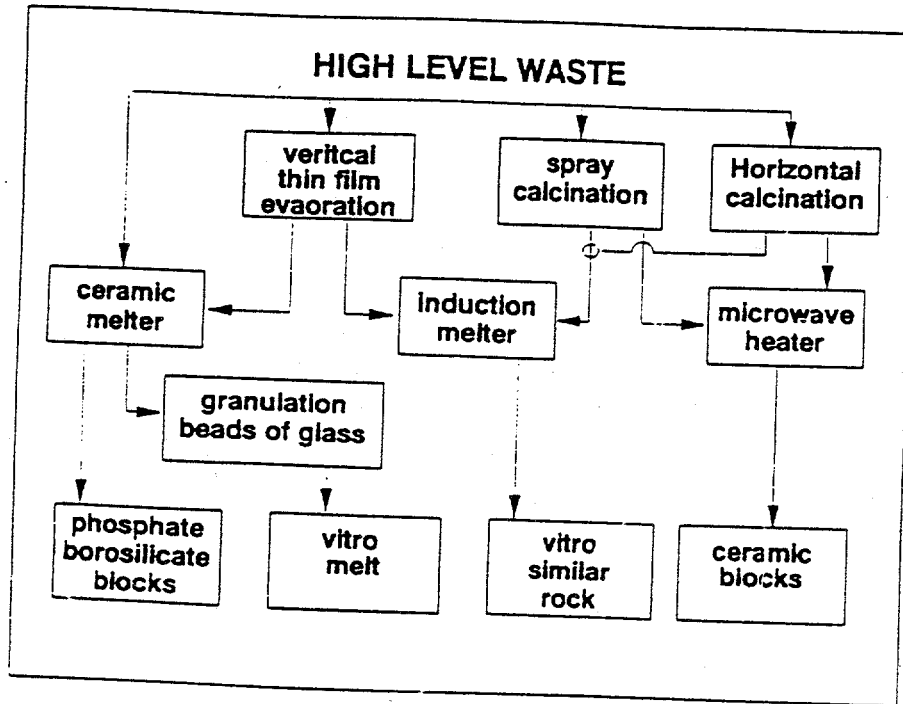 HIGH LEVEL WASTE
veritcal
thin film
evaoration
spray
calcination
Horizontal
calcination
ceramic
melter
induction
melter
microwave
heater
granulation
beads of glass
phosphate
borosilicate
blocks
vitro
melt
vitro
similar
rock
ceramic
blocks